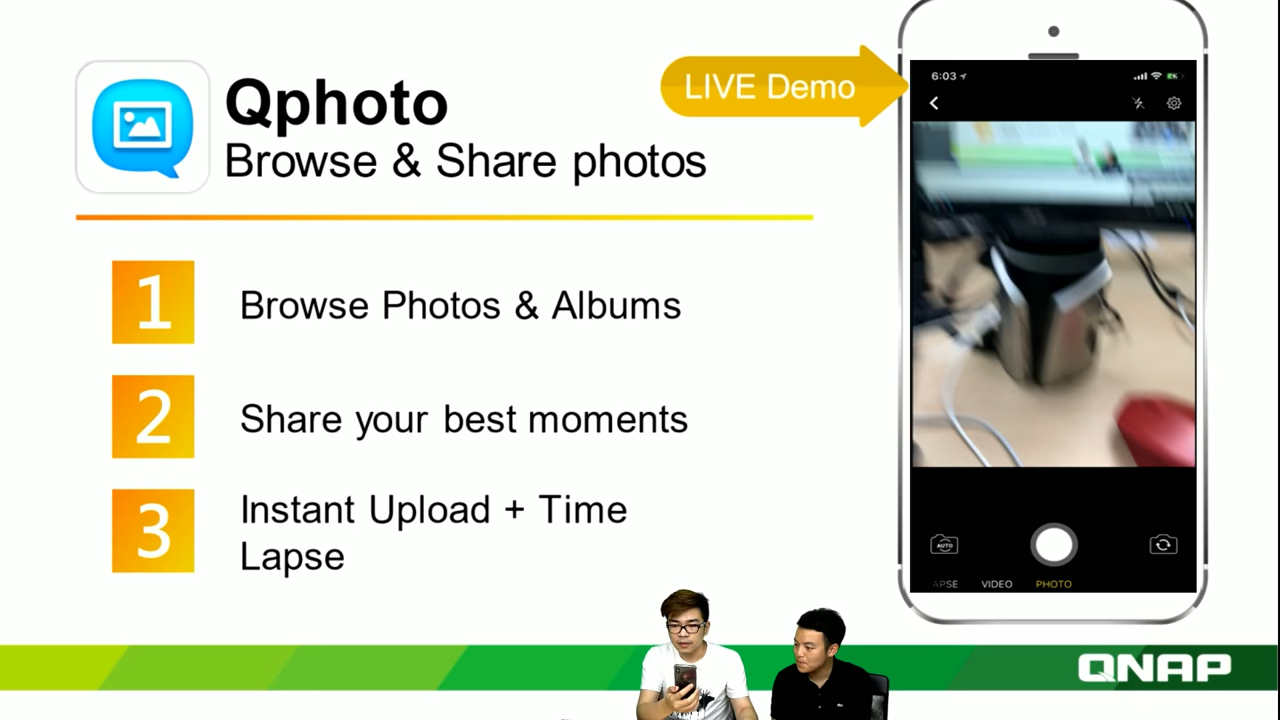 Qphoto
Browse & Share photos
LIVE Demo
1
Browse Photos & Albums
2
Share your best moments
3
Instant Upload + Time
Lapse
6:03
AUTO
APSE VIDEO PHOTO
QNAP